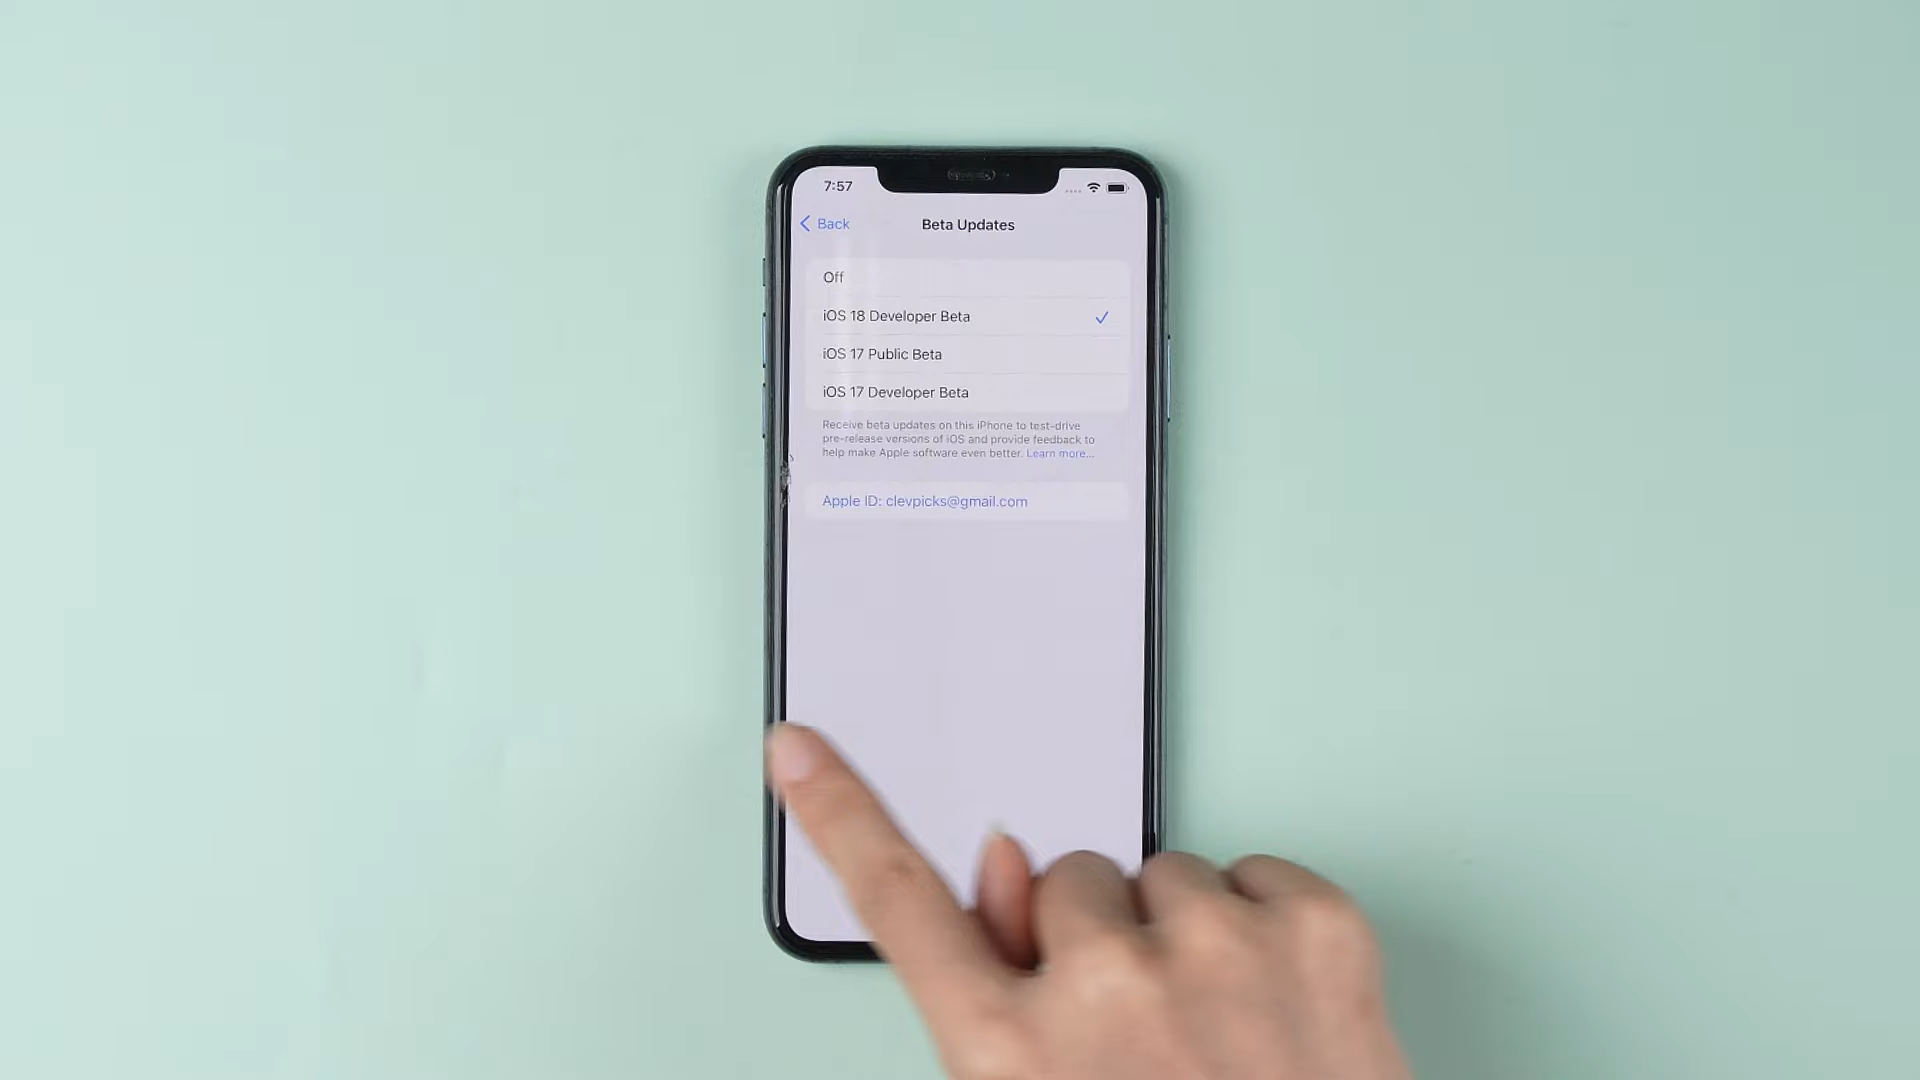 7:57
Back
Beta Updates
Off
iOS 18 Developer Beta
iOS 17 Public Beta
iOS 17 Developer Beta
Receive beta updates on this iPhone to test-drive
pre-release versions of iOS and provide feedback to
help make Apple software even better. Learn more...
Apple ID: clevpicks@gmail.com